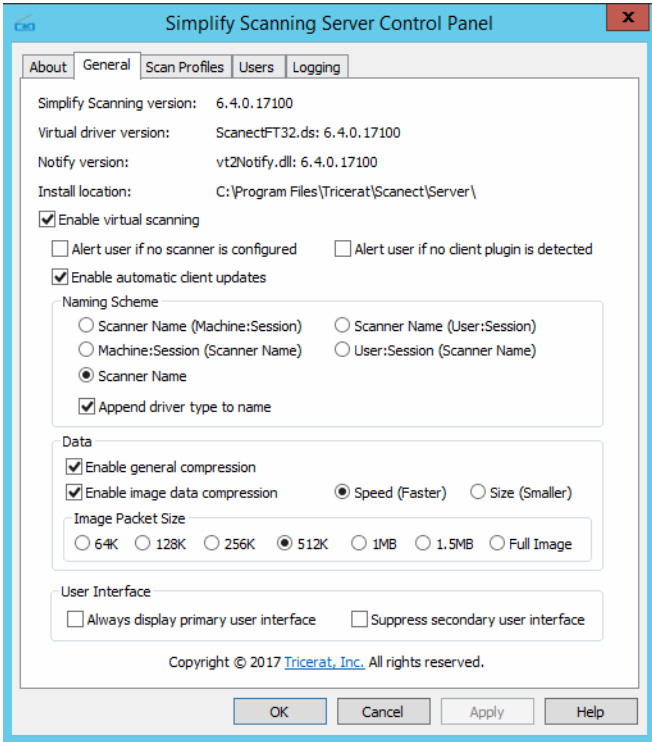 Simplify Scanning Server Control Panel
x
About General Scan Profiles Users Logging
Simplify Scanning version: 6.4.0.17100
Virtual driver version: ScanectFT32.ds: 6.4.0.17100
Notify version: vt2Notify.dll: 6.4.0.17100
Install location: C:\Program Files\Tricerat\Scanect\Server\
Enable virtual scanning
Alert user if no scanner is configured Alert user if no client plugin is detected
Enable automatic client updates
Naming Scheme
Scanner Name (Machine:Session) Scanner Name (User:Session)
Machine:Session (Scanner Name) User:Session (Scanner Name)
Scanner Name
Append driver type to name
Data
Enable general compression
Enable image data compression Speed (Faster) Size (Smaller)
Image Packet Size
64K 128K 256K 512K 1MB 1.5MB Full Image
User Interface
Always display primary user interface Suppress secondary user interface
Copyright © 2017 Tricerat, Inc. All rights reserved.
OK Cancel Apply Help